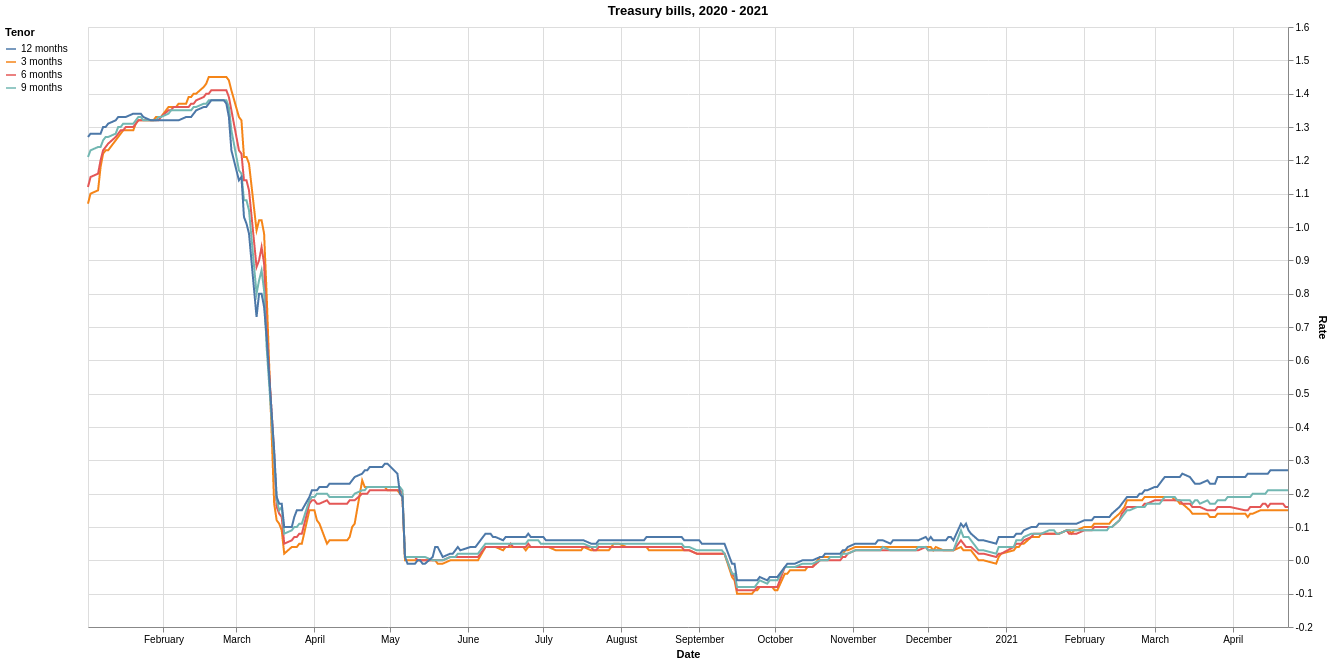 Treasury bills, 2020 - 2021
Tenor
12 months
3 months
6 months
9 months
1.6
1.5
1.4
1.3
1.2
1.1
1.0
0.9
0.8
0.7
0.6
0.5
0.4
0.3
0.2
0.1
0.0
-0.1
-0.2
Rate
February March April May June July August September October November December 2021 February March April
Date